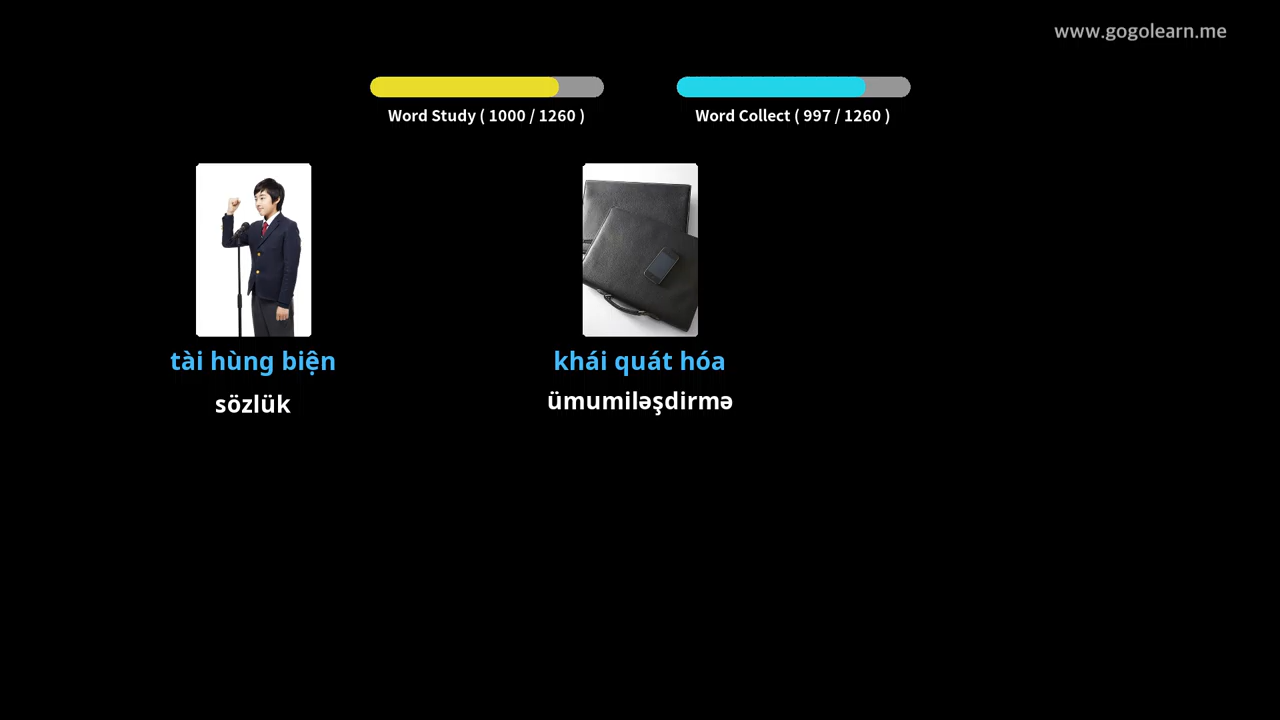 www.gogolearn.me
Word Study ( 1000 / 1260 )
Word Collect ( 997 / 1260 )
tài hùng biện
khái quát hóa
sözlük
ümumiləşdirmə